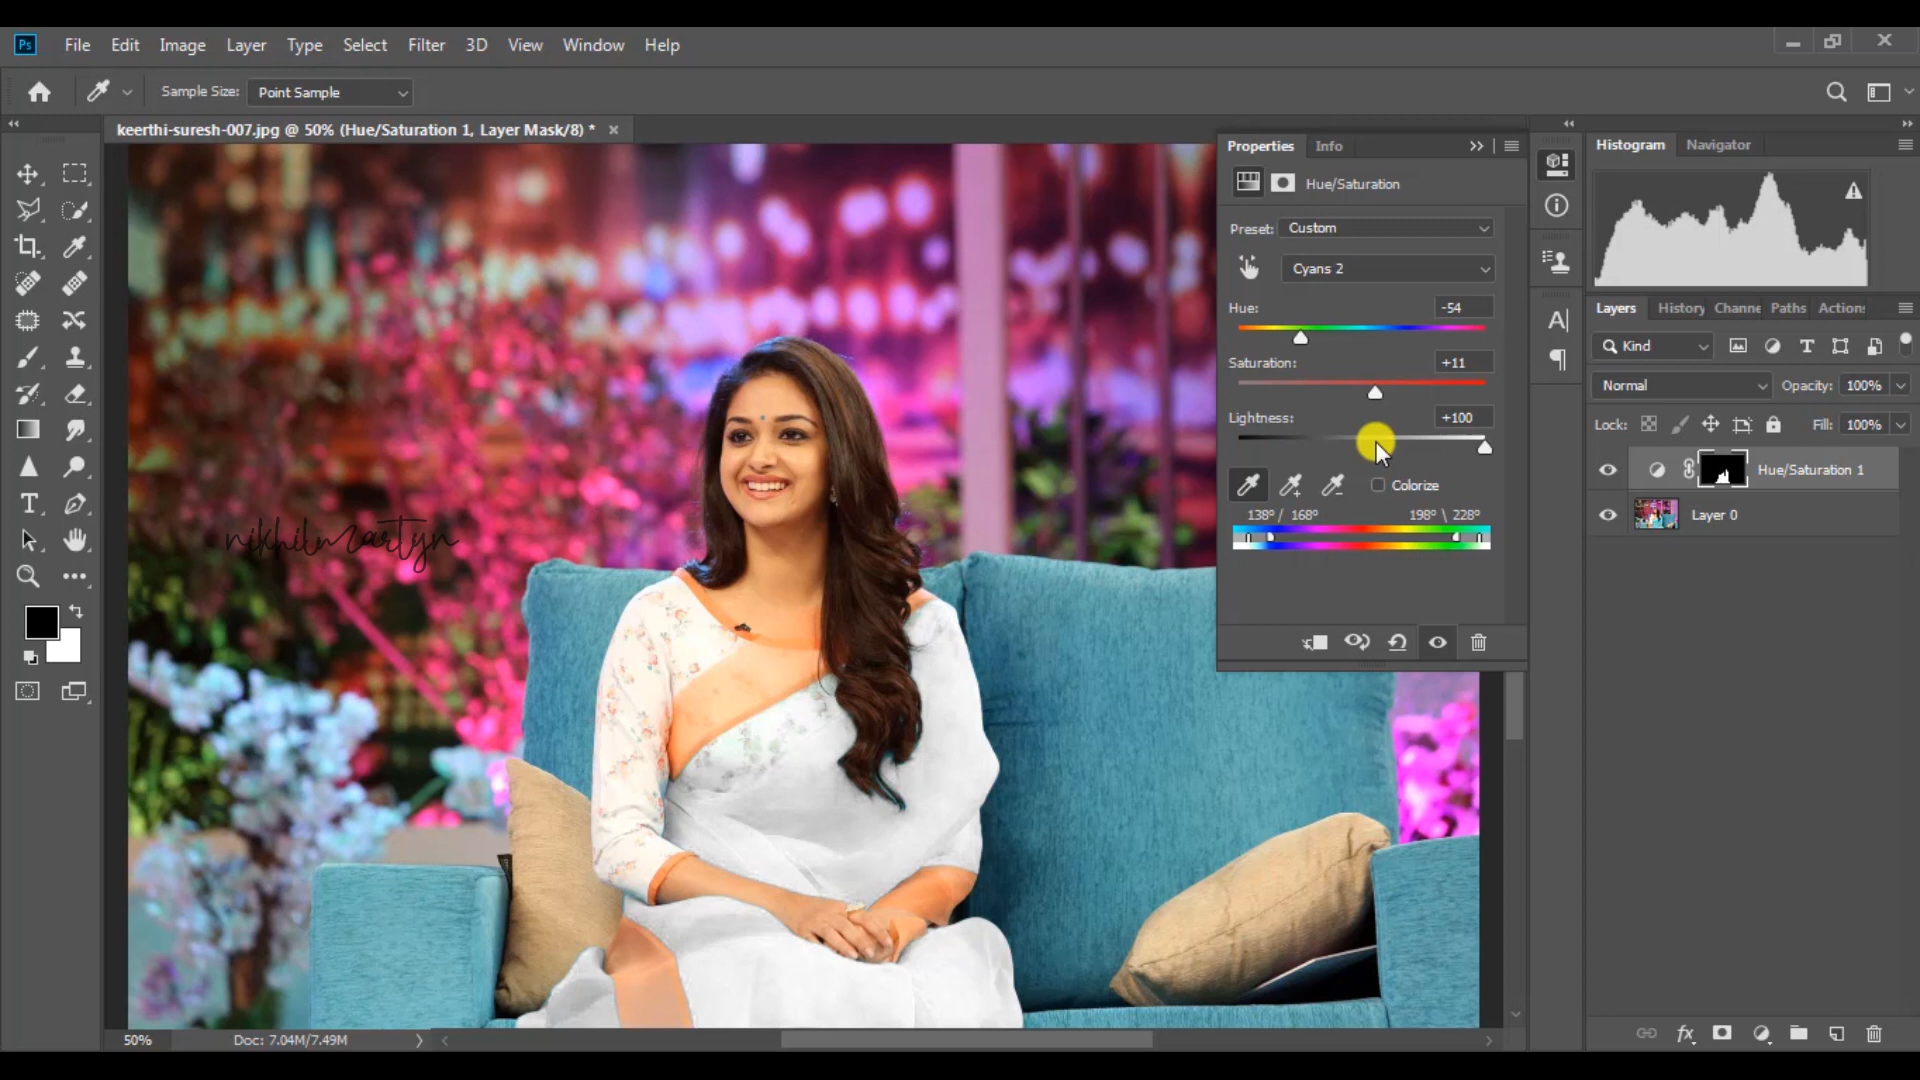 Ps File Edit Image Layer Type Select Filter 3D View Window Help
Sample Size: Point Sample
keerthi-suresh-007.jpg @ 50% (Hue/Saturation 1, Layer Mask/8) *
Properties Info
Hue/Saturation
Preset: Custom
Cyans 2
Hue: -54
Saturation: +11
Lightness: +100
Colorize
138°/ 168° 198° \ 228°
Histogram Navigator
Layers History Channe Paths Actions
Kind
Normal Opacity: 100%
Lock: Fill: 100%
Hue/Saturation 1
Layer 0
nikhilmartyn
50% Doc: 7.04M/7.49M